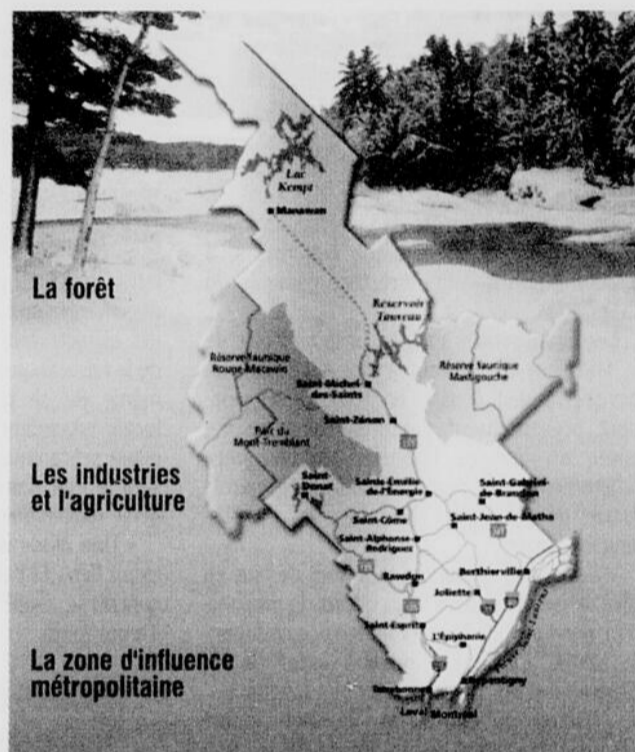 Lac
Kempt
Manawan
La forêt
Réservoir
Taureau
Réserve faunique
Rouge-Matawin
Réserve faunique
Mastigouche
Saint-Michel-
des-Saints
Saint-Zénon
Parc du
Mont-Tremblant
Les industries
et l'agriculture
Saint-
Donat
Sainte-Émilie-
de-l'Énergie
Saint-Gabriel-
de-Brandon
Saint-Côme
Saint-Jean-de-Matha
Saint-Alphonse-
Rodriguez
Berthierville
Rawdon
Joliette
Saint-Esprit
L'Épiphanie
La zone d'influence
métropolitaine
Repentigny
Terrebonne
Laval Montréal